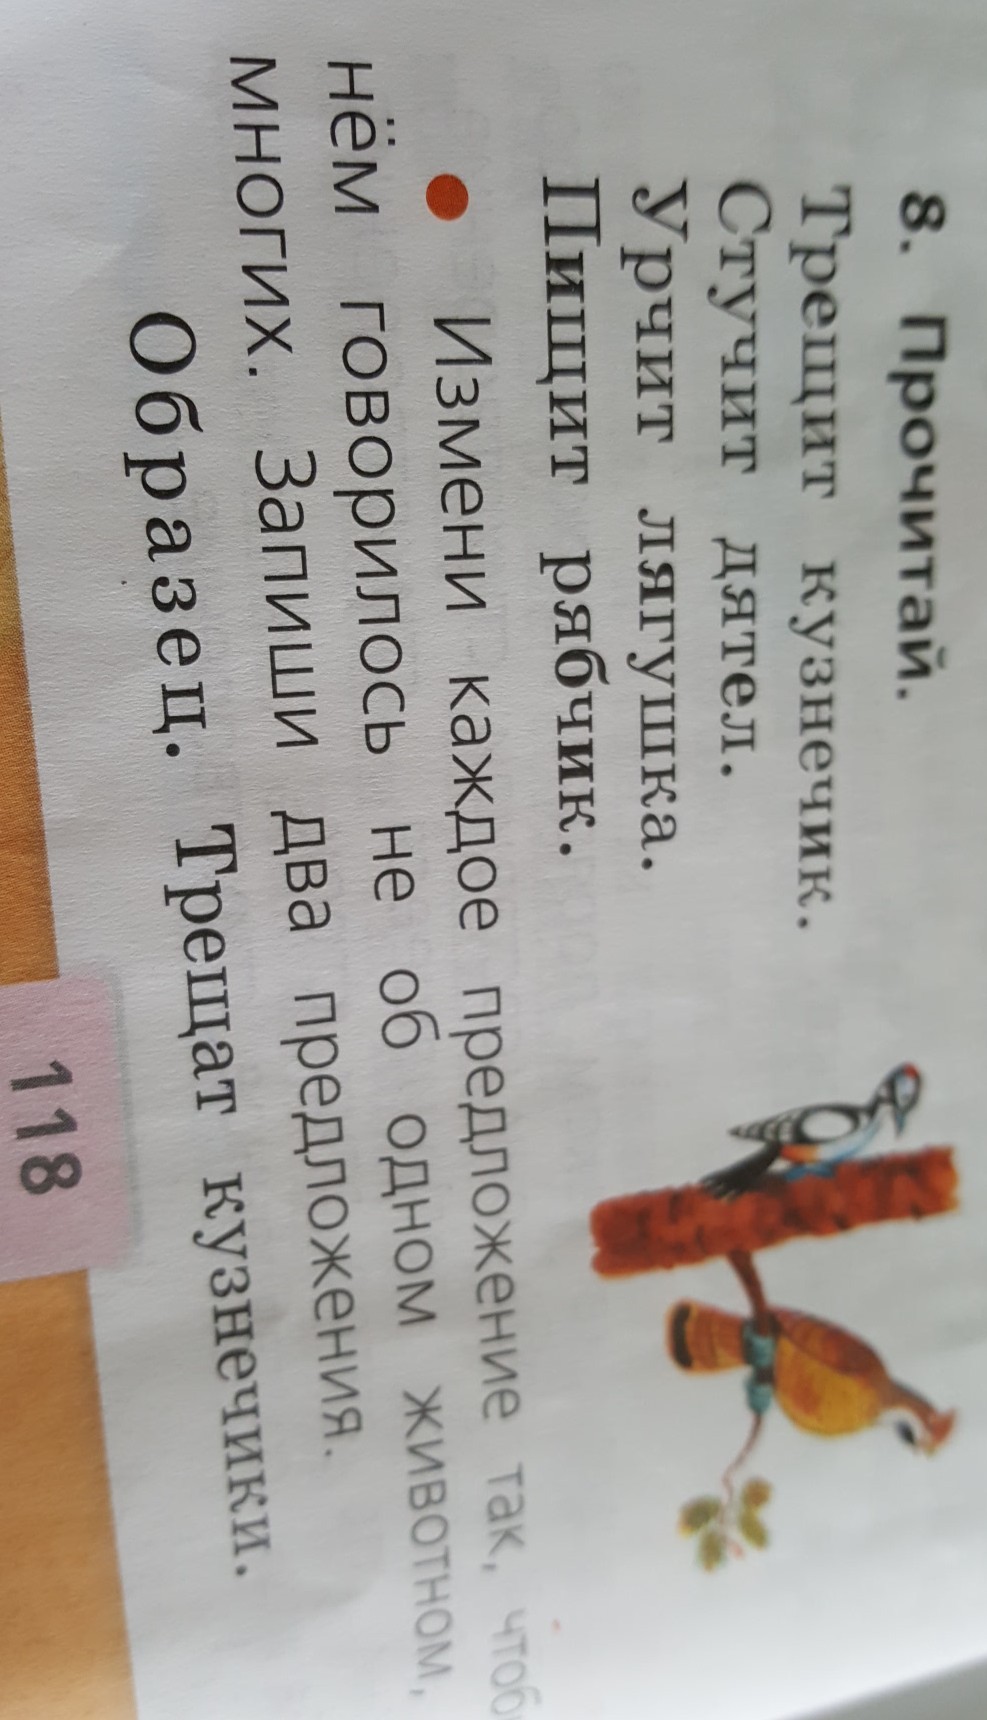 8. Прочитай.
Трещит кузнечик.
Стучит дятел.
Урчит лягушка.
Пищит рябчик.
● Измени каждое предложение так,
нём говорилось не об одном животном,
многих. Запиши два предложения.
Образец. Трещат кузнечики.
118